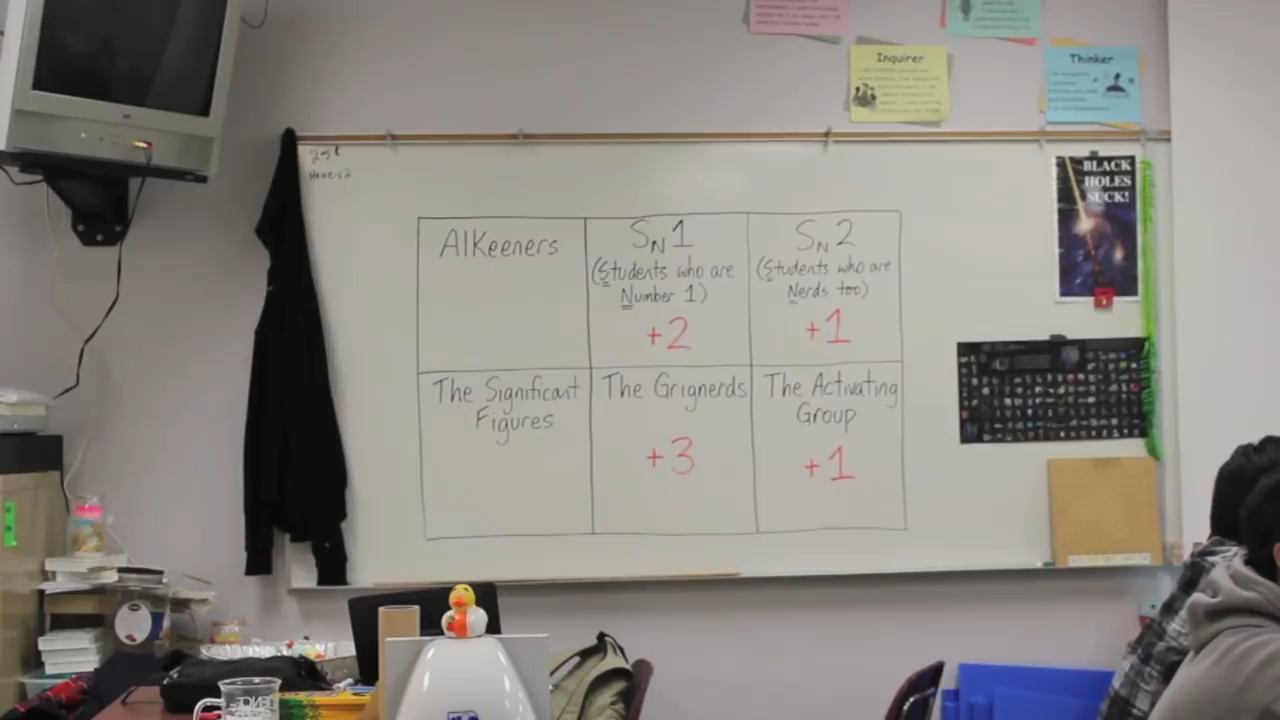 Inquirer
Thinker
BLACK
HOLES
SUCK!
AlKeeners
SN1
(Students who are
Number 1)
+2
SN2
(Students who are
Nerds too)
+1
The Significant
Figures
The Grignerds
+3
The Activating
Group
+1